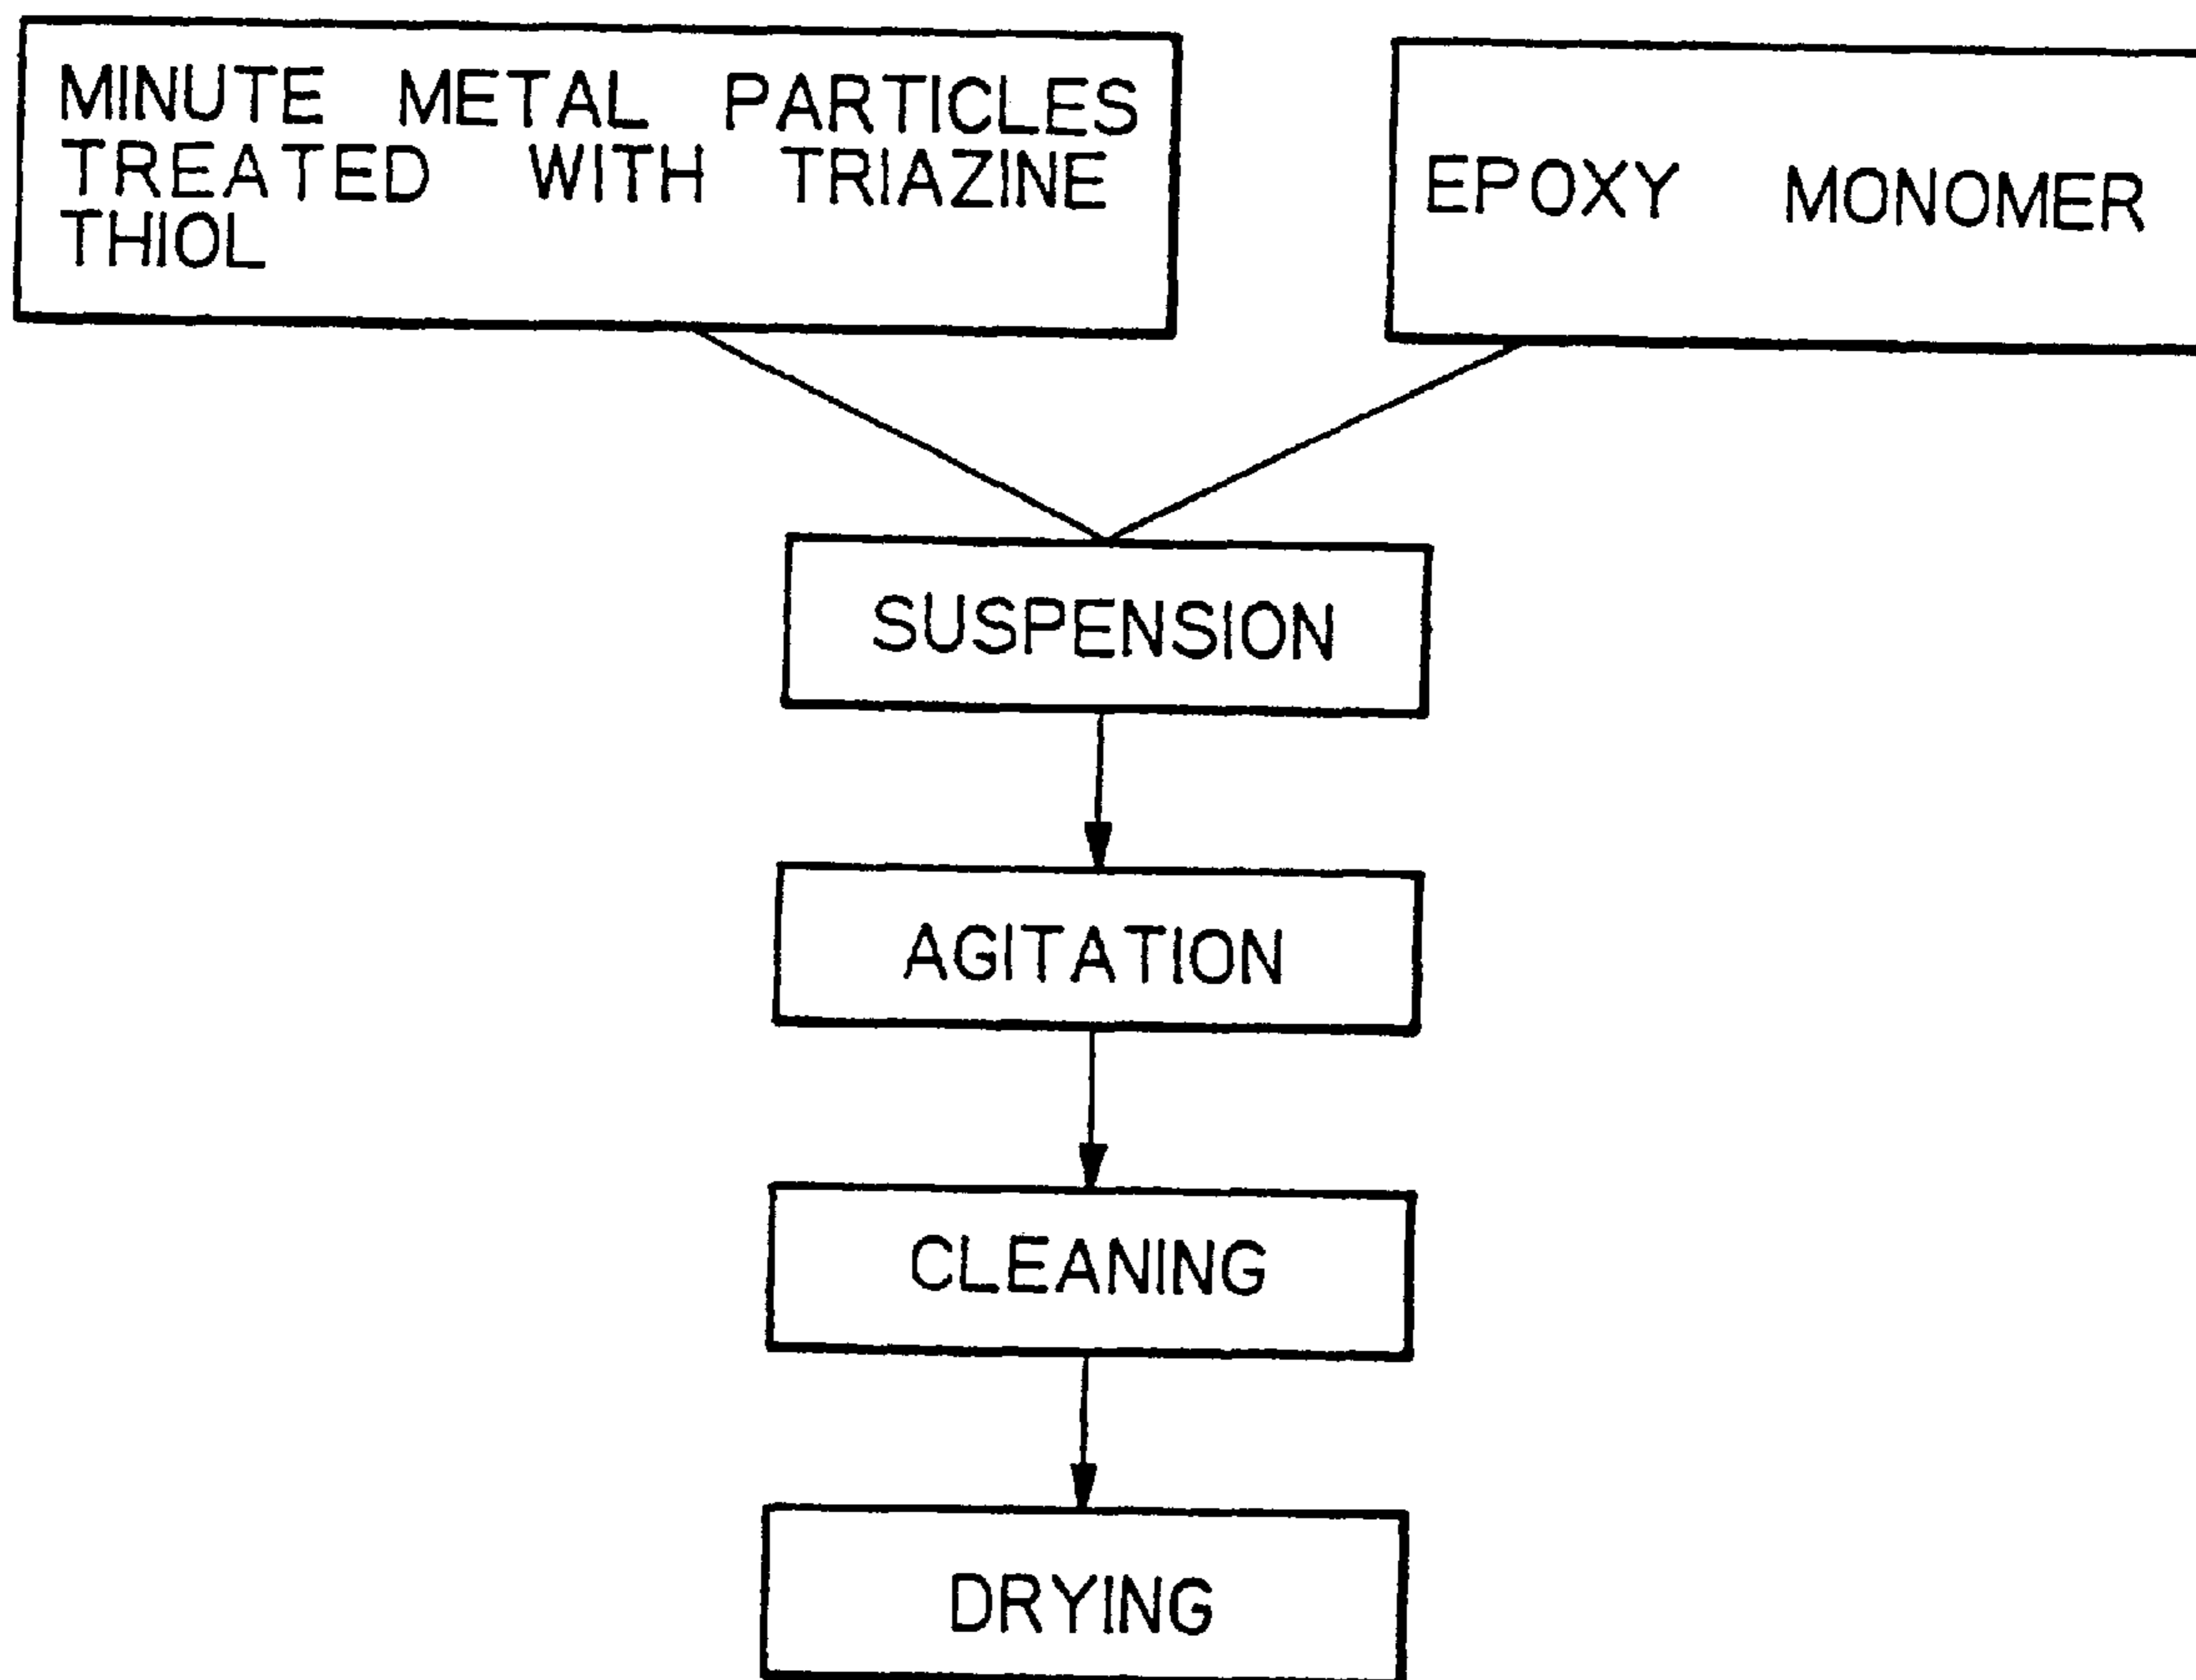 MINUTE METAL PARTICLES
TREATED WITH TRIAZINE
THIOL
EPOXY MONOMER
SUSPENSION
AGITATION
CLEANING
DRYING